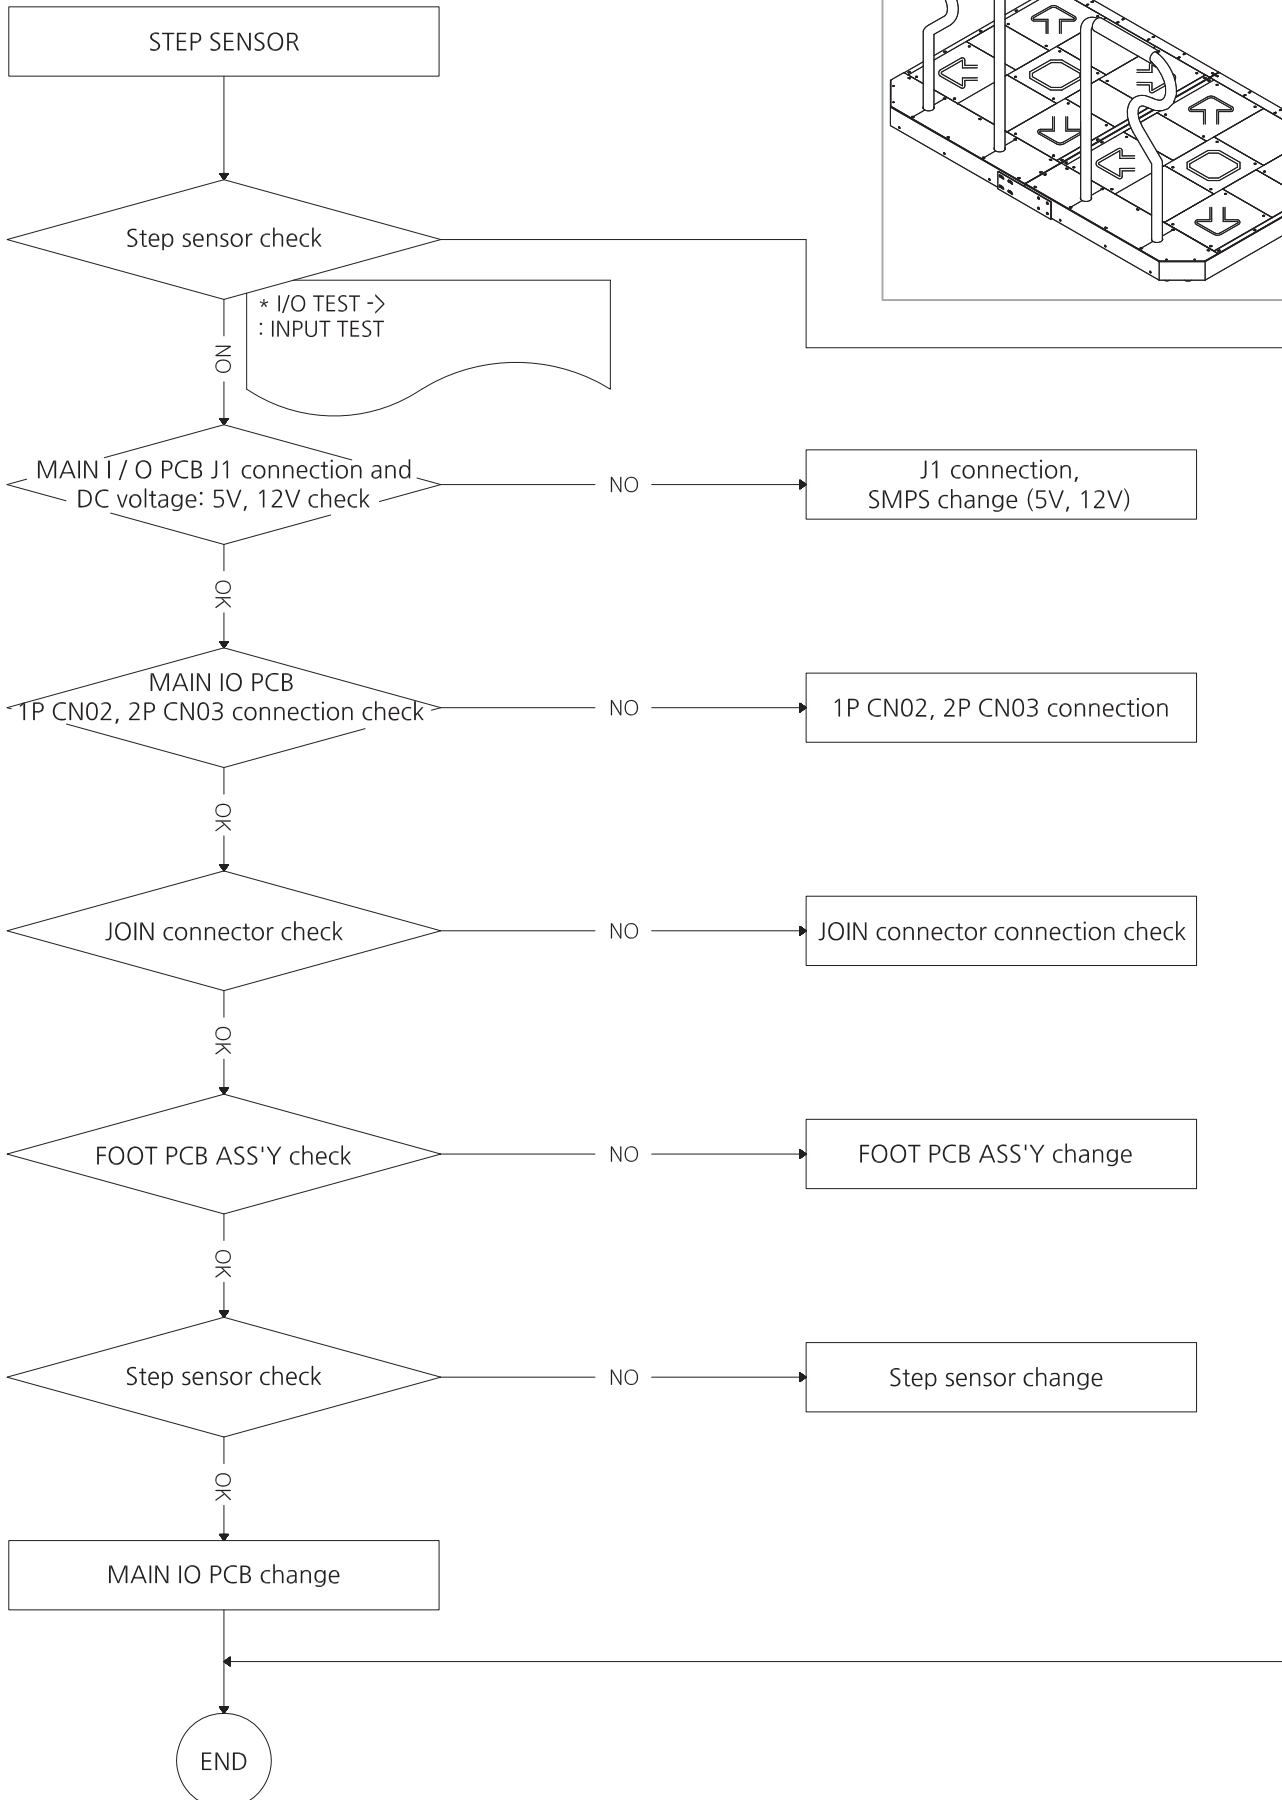 STEP SENSOR
Step sensor check
* I/O TEST ->
: INPUT TEST
NO
MAIN I / O PCB J1 connection and
DC voltage: 5V, 12V check
NO
J1 connection,
SMPS change (5V, 12V)
OK
MAIN IO PCB
1P CN02, 2P CN03 connection check
NO
1P CN02, 2P CN03 connection
OK
JOIN connector check
NO
JOIN connector connection check
OK
FOOT PCB ASS'Y check
NO
FOOT PCB ASS'Y change
OK
Step sensor check
NO
Step sensor change
OK
MAIN IO PCB change
END